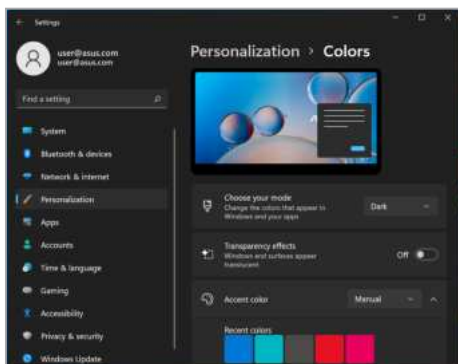 Settings
user@asus.com
user@asus.com
Find a setting
System
Bluetooth & devices
Network & internet
Personalization
Apps
Accounts
Time & language
Gaming
Accessibility
Privacy & security
Windows Update
Personalization > Colors
Choose your mode
Change the colors that appear in
Windows and your apps
Dark
Transparency effects
Windows and surfaces appear
translucent
Off
Accent color
Manual
Recent colors